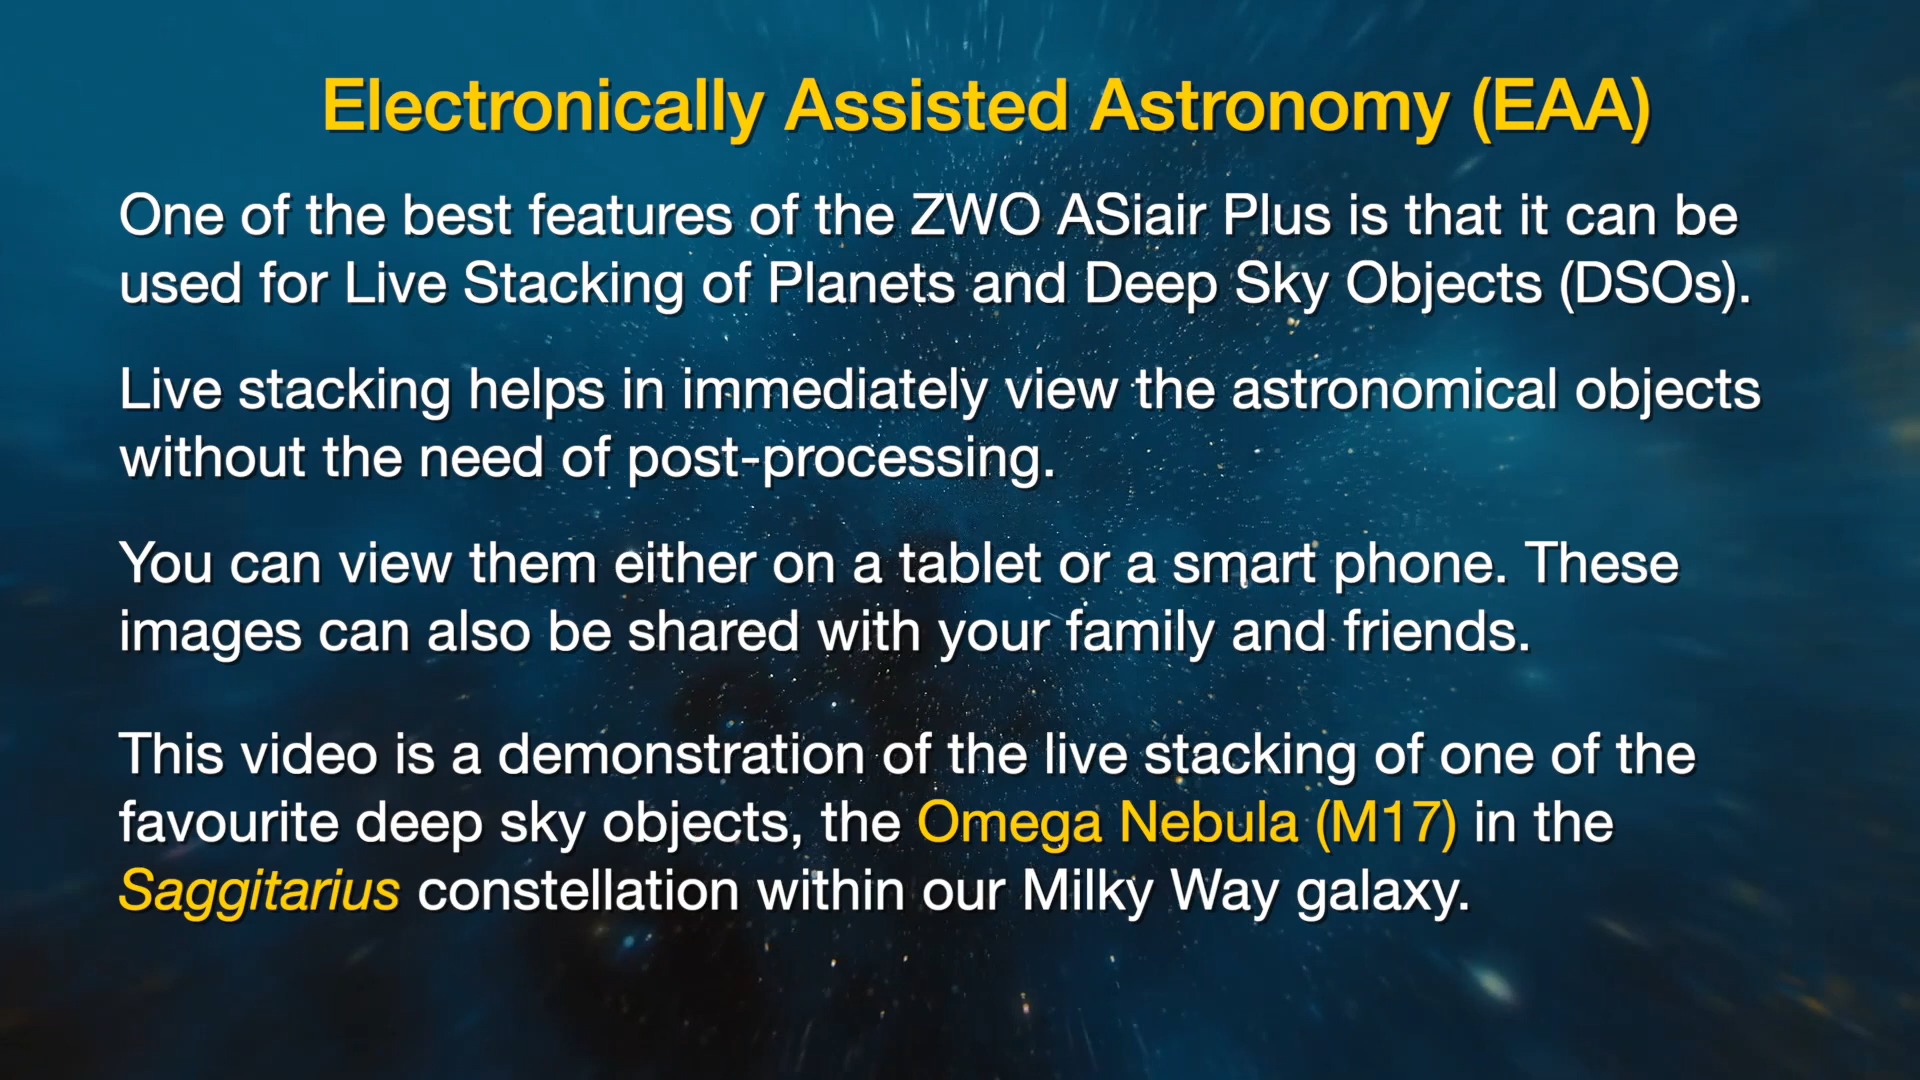 Electronically Assisted Astronomy (EAA)
One of the best features of the ZWO ASiair Plus is that it can be
used for Live Stacking of Planets and Deep Sky Objects (DSOs).
Live stacking helps in immediately view the astronomical objects
without the need of post-processing.
You can view them either on a tablet or a smart phone. These
images can also be shared with your family and friends.
This video is a demonstration of the live stacking of one of the
favourite deep sky objects, the Omega Nebula (M17) in the
Saggitarius constellation within our Milky Way galaxy.